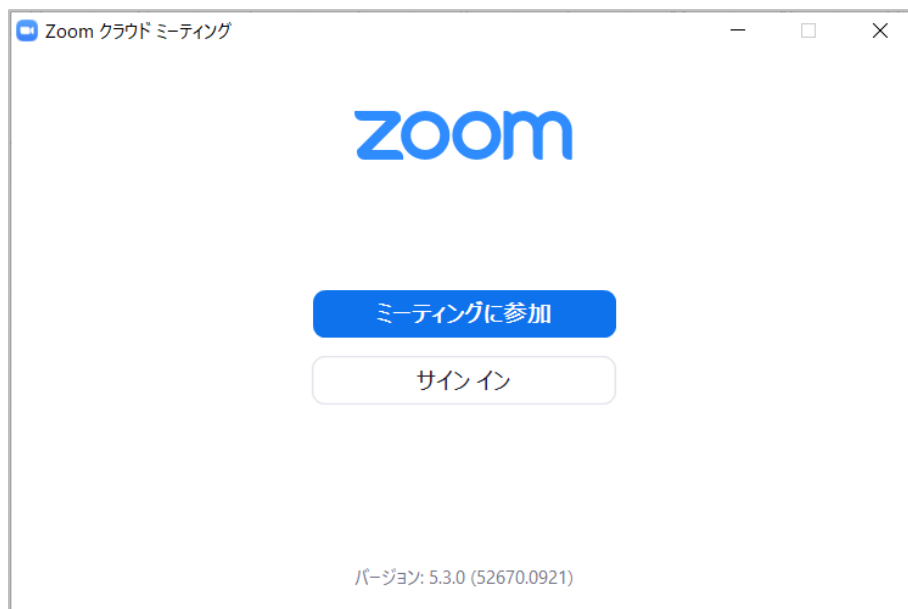 Zoom クラウド ミーティング
zoom
ミーティングに参加
サイン イン
バージョン: 5.3.0 (52670.0921)